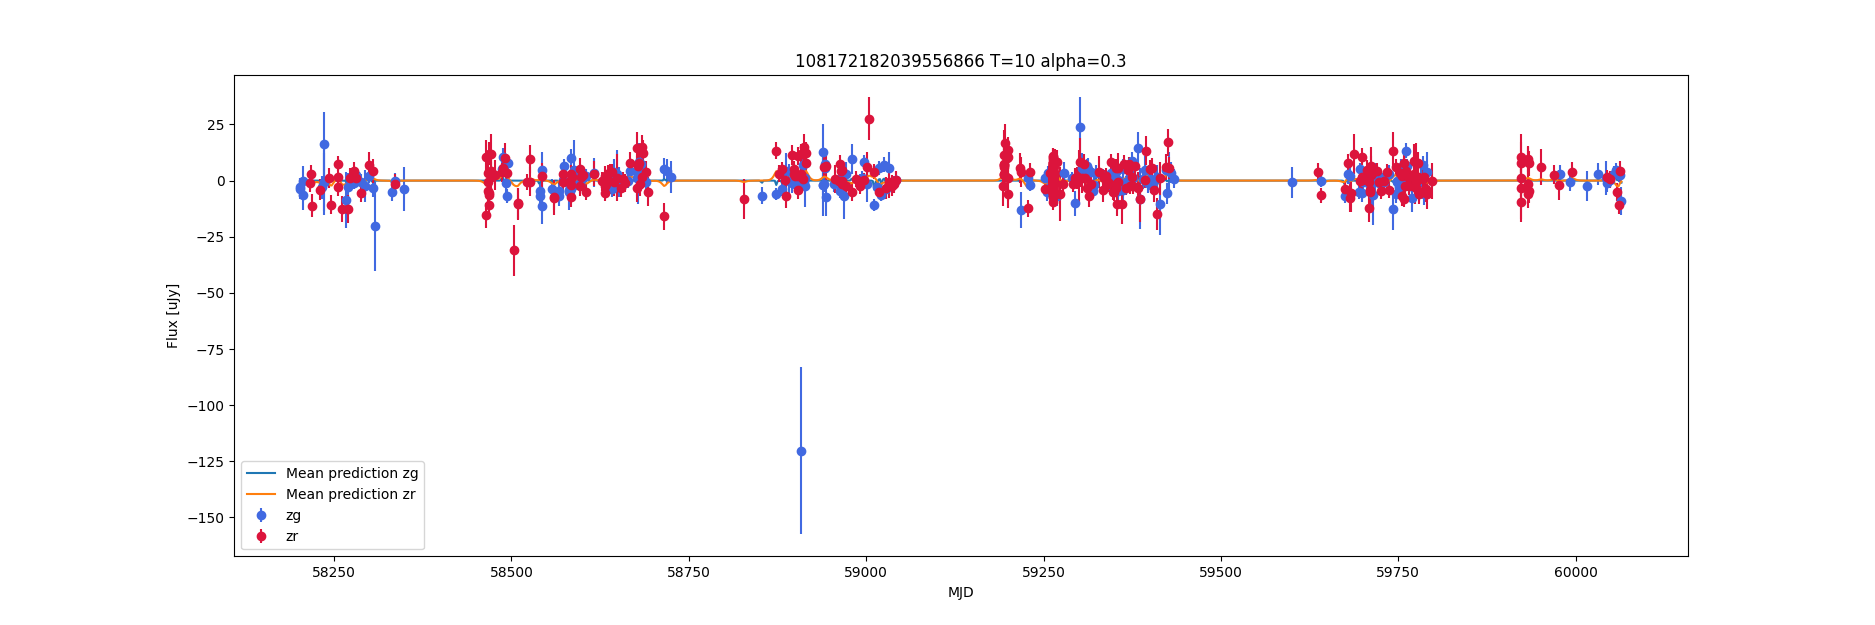 108172182039556866 T=10 alpha=0.3
25
0
−25
−50
−75
−100
−125
−150
Flux [uJy]
Mean prediction zg
Mean prediction zr
zg
zr
58250 58500 58750 59000 59250 59500 59750 60000
MJD